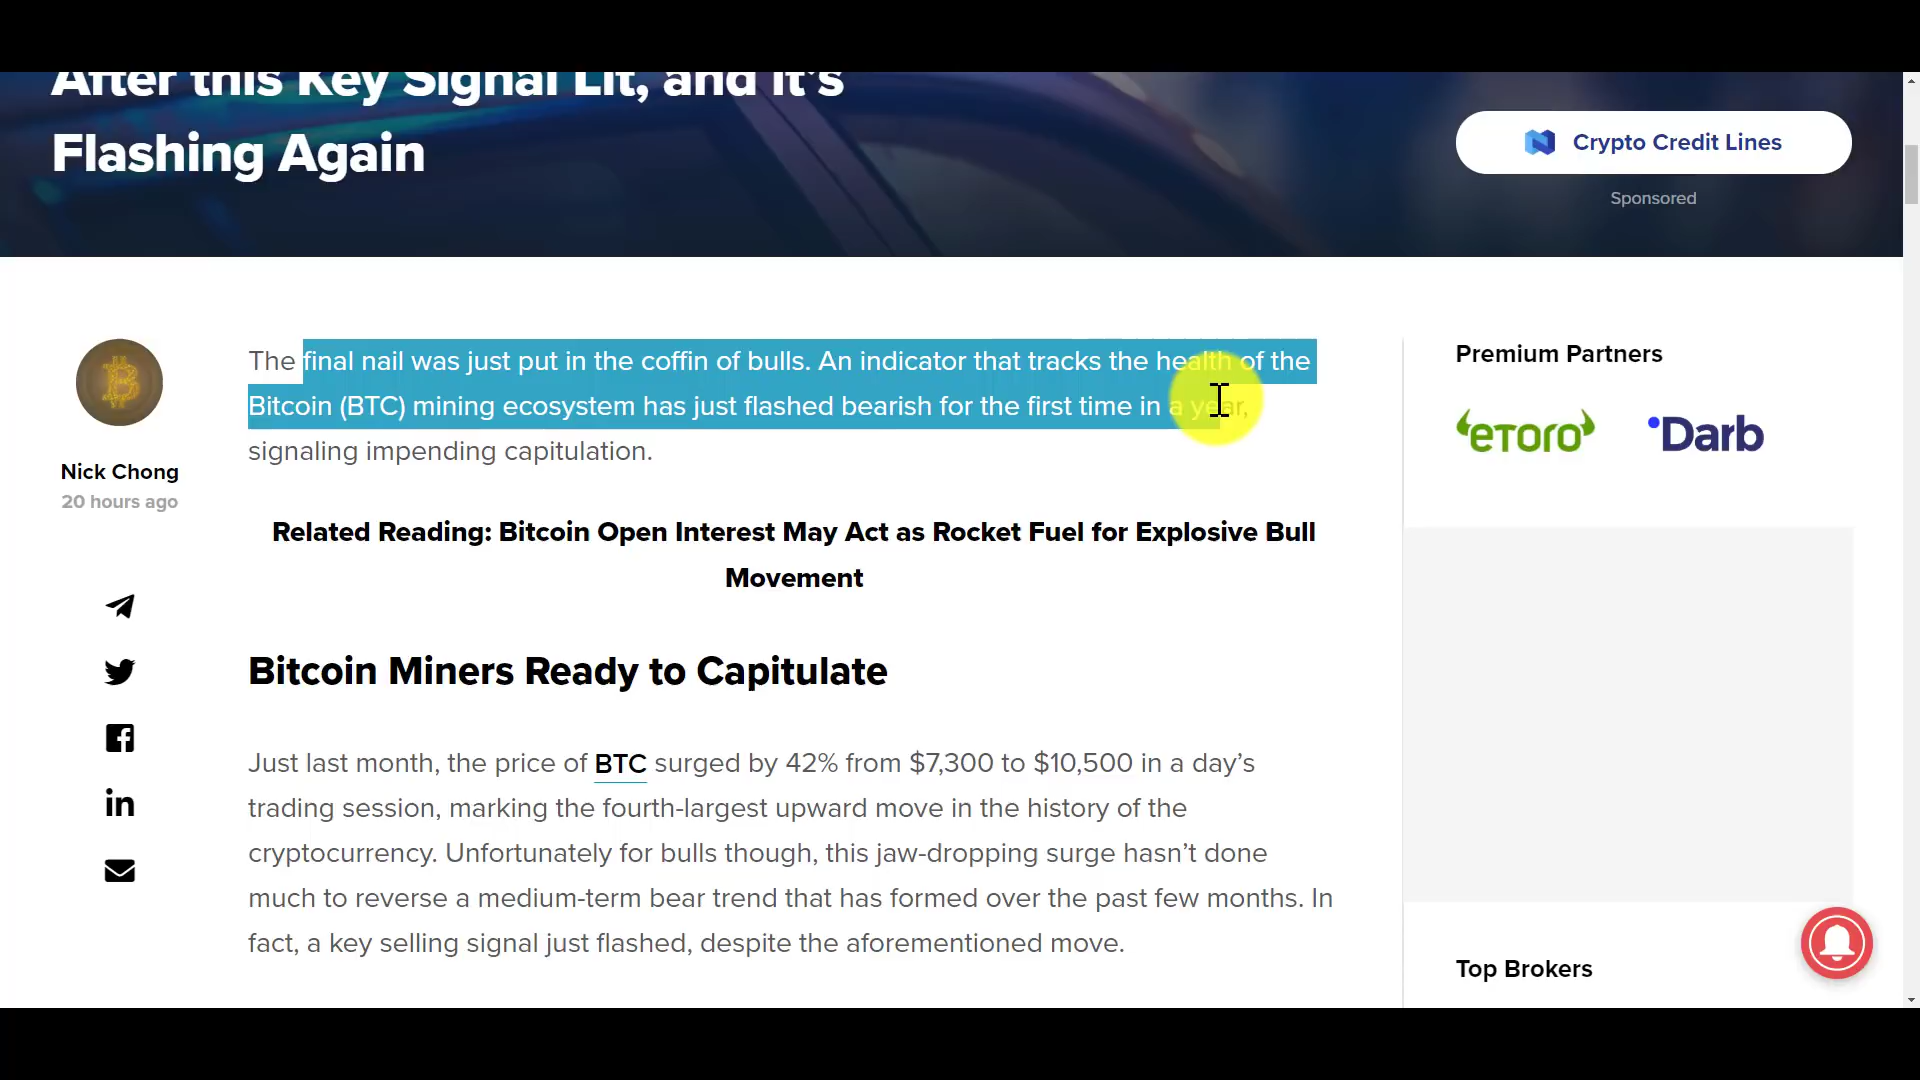 After this Key Signal Lit, and It's
Flashing Again
Crypto Credit Lines
Sponsored
The final nail was just put in the coffin of bulls. An indicator that tracks the health of the
Bitcoin (BTC) mining ecosystem has just flashed bearish for the first time in a year,
signaling impending capitulation.
Nick Chong
20 hours ago
Related Reading: Bitcoin Open Interest May Act as Rocket Fuel for Explosive Bull
Movement
Bitcoin Miners Ready to Capitulate
Just last month, the price of BTC surged by 42% from $7,300 to $10,500 in a day’s
trading session, marking the fourth-largest upward move in the history of the
cryptocurrency. Unfortunately for bulls though, this jaw-dropping surge hasn’t done
much to reverse a medium-term bear trend that has formed over the past few months. In
fact, a key selling signal just flashed, despite the aforementioned move.
Premium Partners
eToro
Darb
Top Brokers